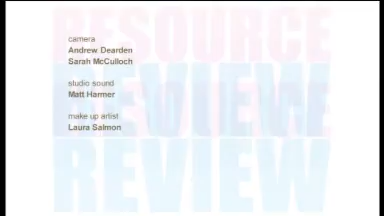 RESOURCE
REVIEW
REVIEW
camera
Andrew Dearden
Sarah McCulloch
studio sound
Matt Harmer
make up artist
Laura Salmon